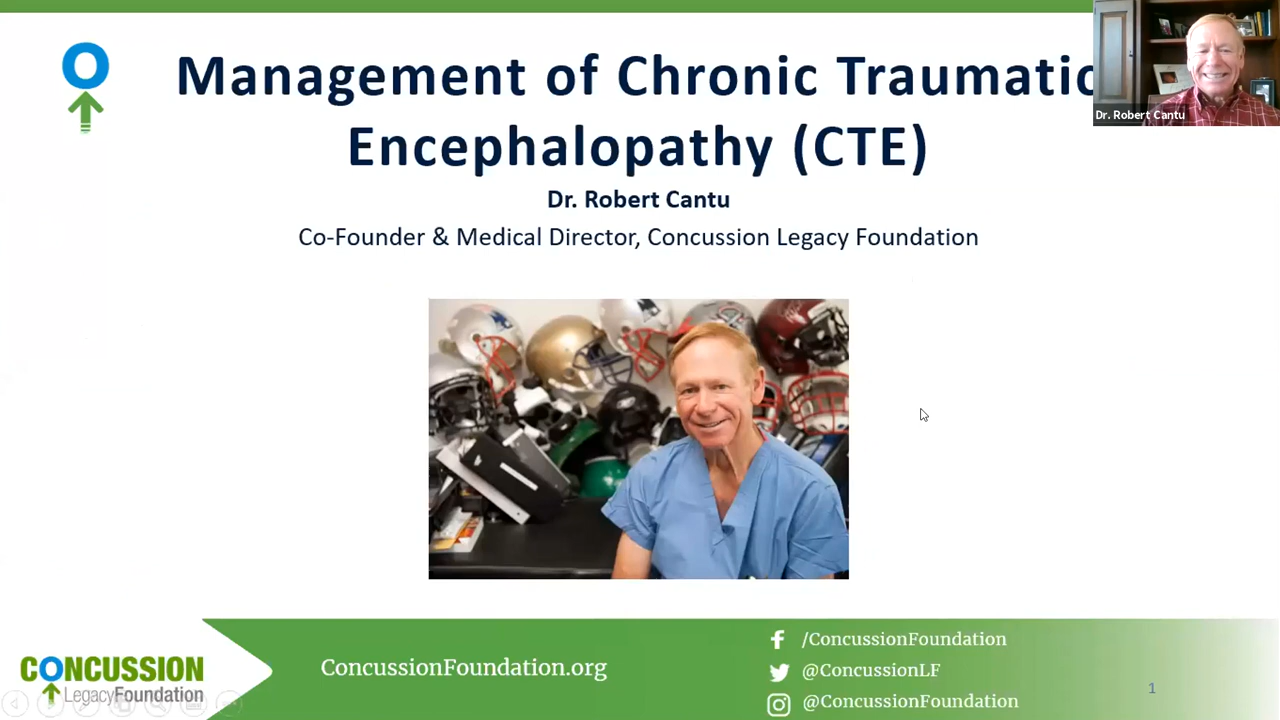 Management of Chronic Traumatic
Encephalopathy (CTE)
Dr. Robert Cantu
Dr. Robert Cantu
Co-Founder & Medical Director, Concussion Legacy Foundation
CONCUSSION
LegacyFoundation
ConcussionFoundation.org
/ConcussionFoundation
@ConcussionLF
@ConcussionFoundation
1